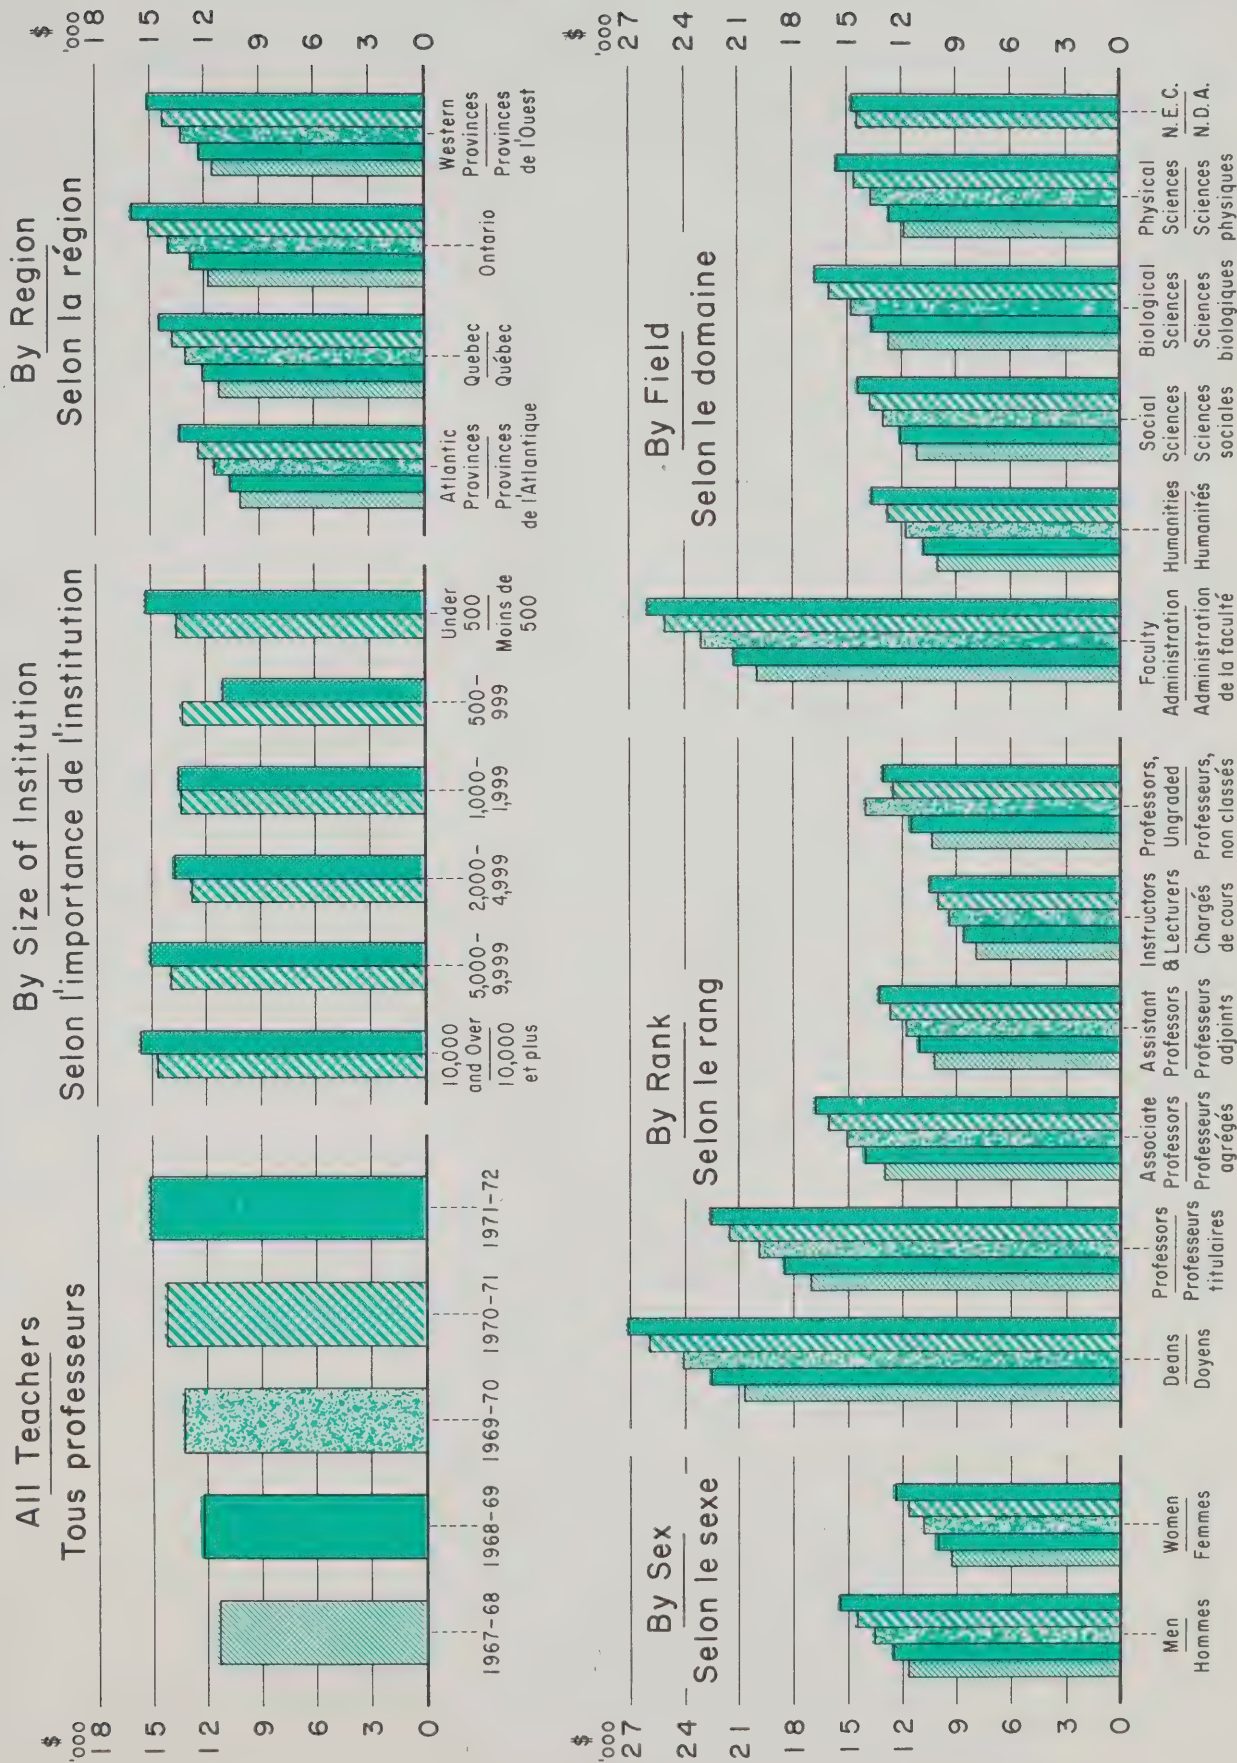 All Teachers
Tous professeurs
$
'000
18
15
12
9
6
3
0
1967-68
1968-69
1969-70
1970-71
1971-72
By Size of Institution
Selon l'importance de l'institution
10,000
and Over
10,000
et plus
5,000-
9,999
2,000-
4,999
1,000-
1,999
500-
999
Under
500
Moins de
500
By Region
Selon la région
Atlantic
Provinces
Provinces
de l'Atlantique
Quebec
Québec
Ontario
Western
Provinces
Provinces
de l'Ouest
$
'000
18
15
12
9
6
3
0
By Sex
Selon le sexe
$
'000
27
24
21
18
15
12
9
6
3
0
Men
Hommes
Women
Femmes
By Rank
Selon le rang
Deans
Doyens
Professors
Professeurs
titulaires
Associate
Professors
Professeurs
agrégés
Assistant
Professors
Professeurs
adjoints
Instructors
& Lecturers
Chargés
de cours
Professors,
Ungraded
Professeurs,
non classés
By Field
Selon le domaine
Faculty
Administration
Administration
de la faculté
Humanities
Humanités
Social
Sciences
Sciences
sociales
Biological
Sciences
Sciences
biologiques
Physical
Sciences
Sciences
physiques
N.E.C.
N.D.A.
$
'000
27
24
21
18
15
12
9
6
3
0